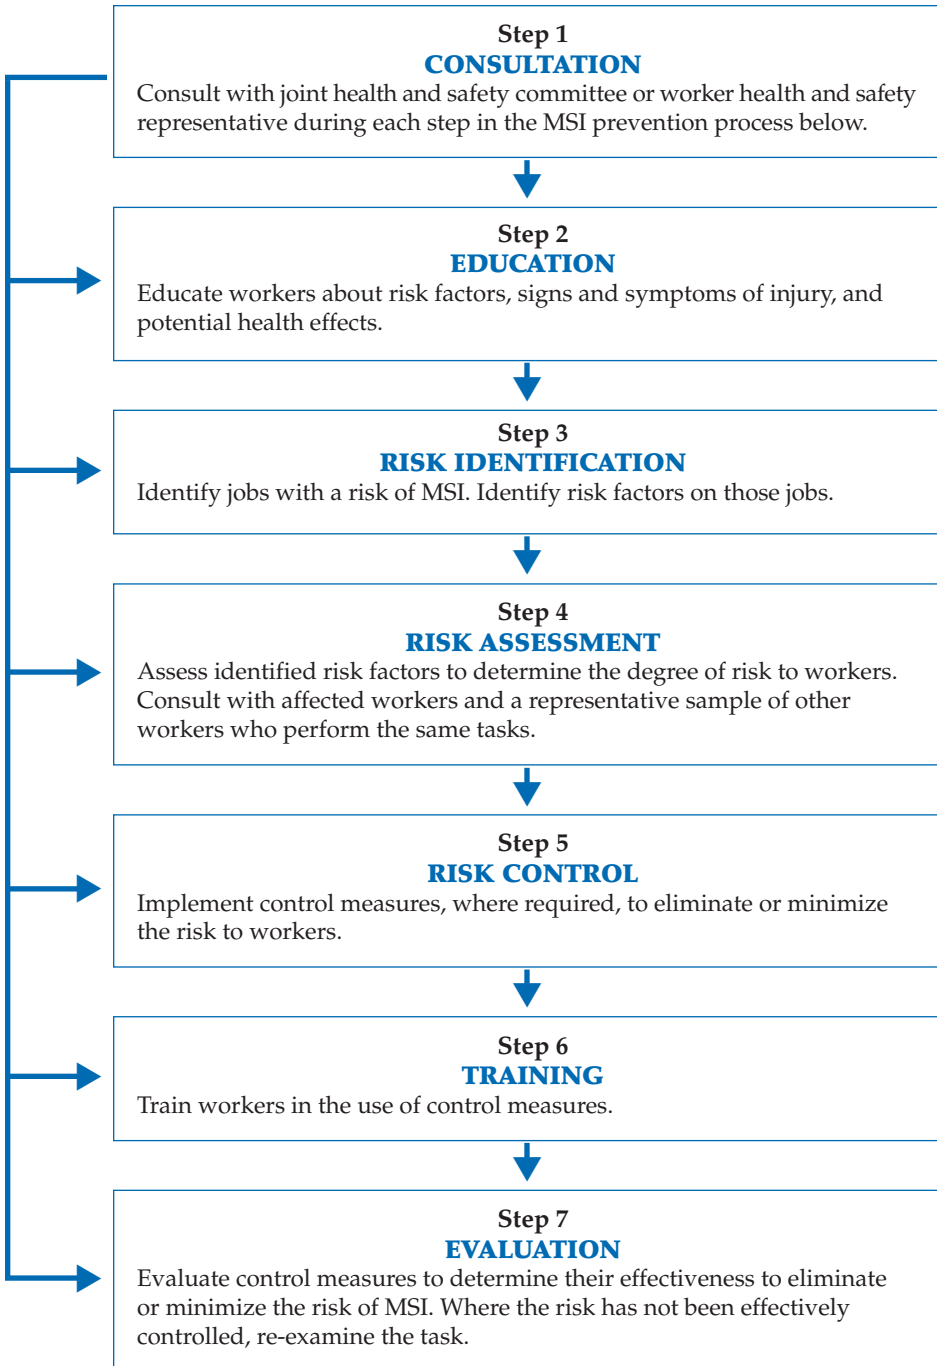 Step 1
CONSULTATION
Consult with joint health and safety committee or worker health and safety
representative during each step in the MSI prevention process below.
Step 2
EDUCATION
Educate workers about risk factors, signs and symptoms of injury, and
potential health effects.
Step 3
RISK IDENTIFICATION
Identify jobs with a risk of MSI. Identify risk factors on those jobs.
Step 4
RISK ASSESSMENT
Assess identified risk factors to determine the degree of risk to workers.
Consult with affected workers and a representative sample of other
workers who perform the same tasks.
Step 5
RISK CONTROL
Implement control measures, where required, to eliminate or minimize
the risk to workers.
Step 6
TRAINING
Train workers in the use of control measures.
Step 7
EVALUATION
Evaluate control measures to determine their effectiveness to eliminate
or minimize the risk of MSI. Where the risk has not been effectively
controlled, re-examine the task.